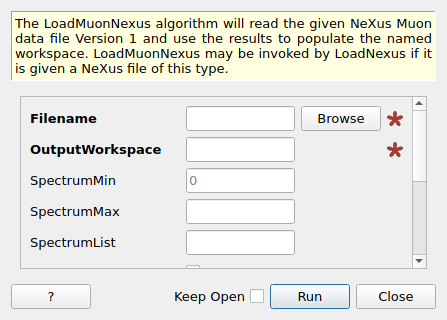 The LoadMuonNexus algorithm will read the given NeXus Muon
data file Version 1 and use the results to populate the named
workspace. LoadMuonNexus may be invoked by LoadNexus if it
is given a NeXus file of this type.
Filename Browse
OutputWorkspace
SpectrumMin 0
SpectrumMax
SpectrumList
? Keep Open Run Close